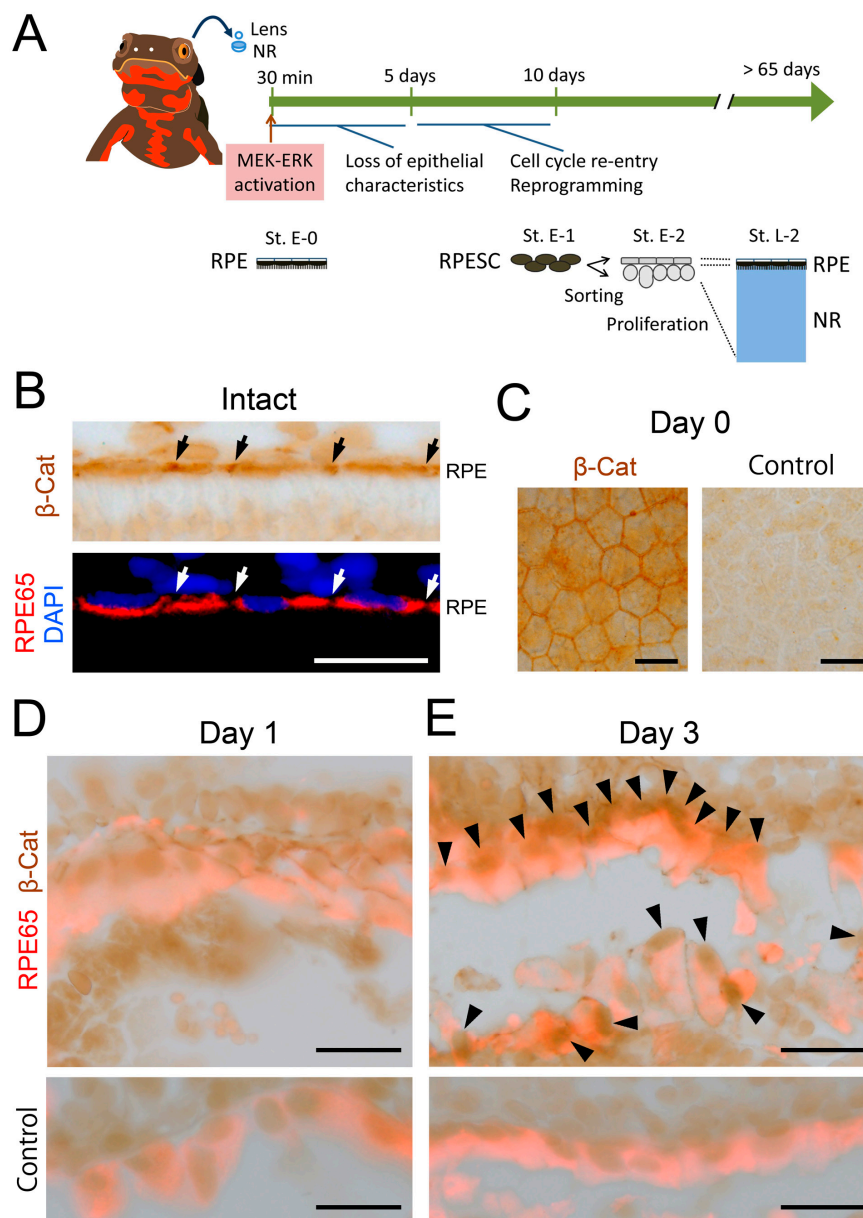 A
Lens
NR
30 min
5 days
10 days
> 65 days
MEK-ERK
activation
Loss of epithelial
characteristics
Cell cycle re-entry
Reprogramming
St. E-0
RPE
St. E-1
St. E-2
St. L-2
RPESC
RPE
Sorting
Proliferation
NR
B
Intact
β-Cat
RPE
RPE65
DAPI
RPE
C
Day 0
β-Cat
Control
D
Day 1
E
Day 3
RPE65 β-Cat
Control